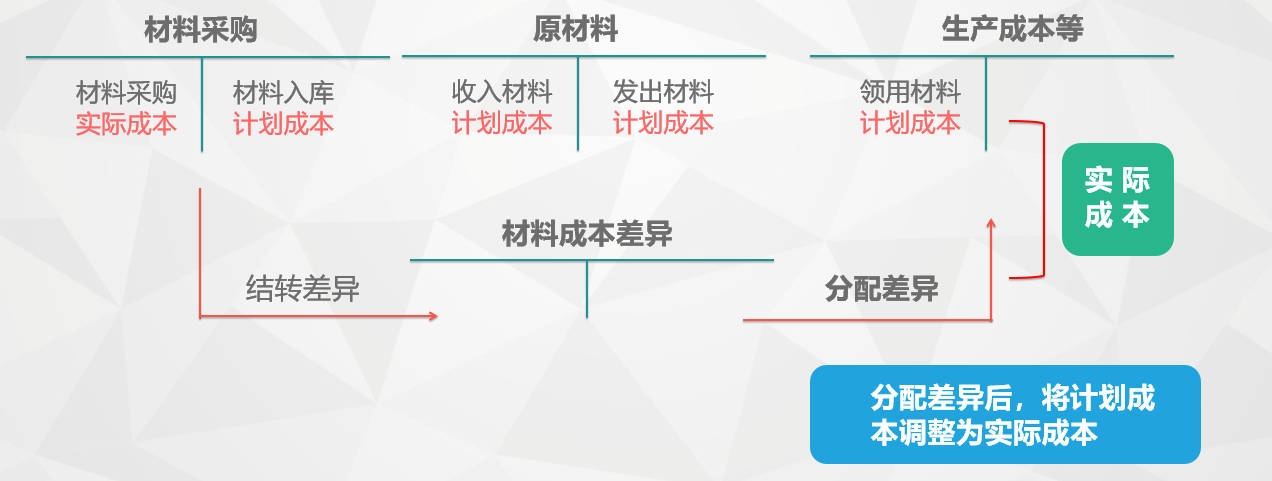 材料采购
原材料
生产成本等
材料采购
实际成本
材料入库
计划成本
收入材料
计划成本
发出材料
计划成本
领用材料
计划成本
实际
成本
材料成本差异
结转差异
分配差异
分配差异后，将计划成
本调整为实际成本